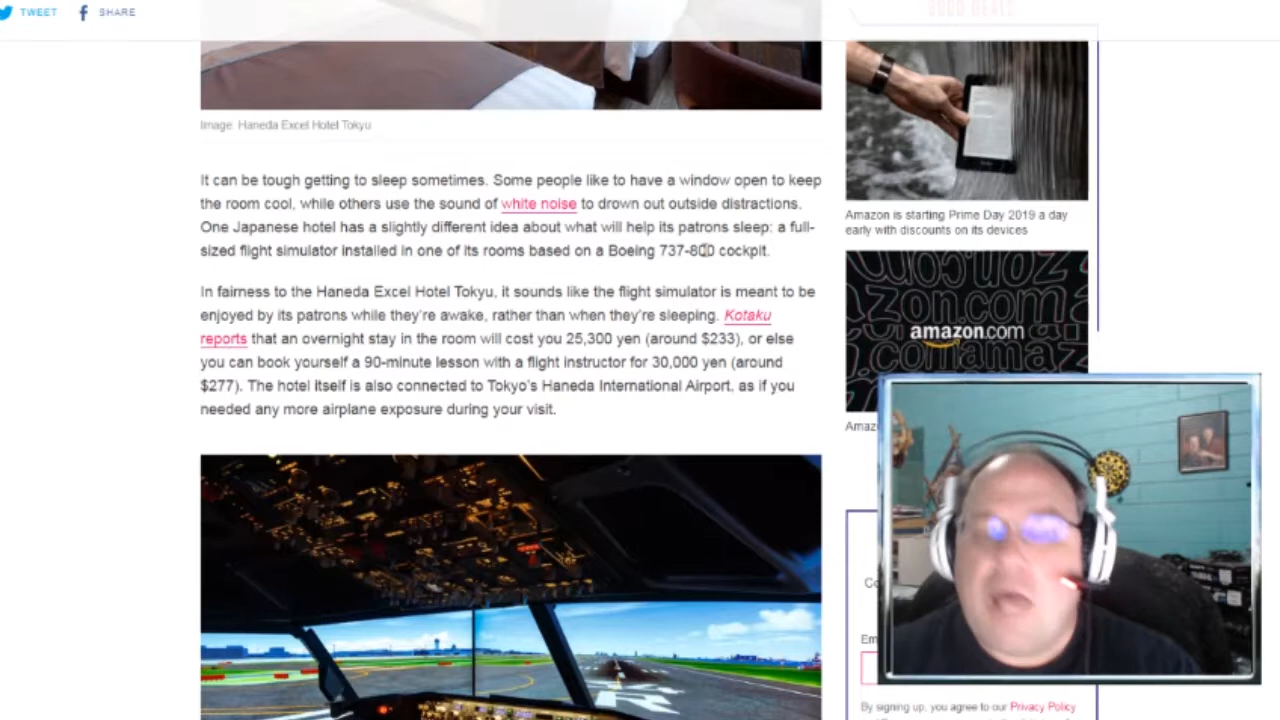 TWEET SHARE
Image: Haneda Excel Hotel Tokyu
It can be tough getting to sleep sometimes. Some people like to have a window open to keep
the room cool, while others use the sound of white noise to drown out outside distractions.
One Japanese hotel has a slightly different idea about what will help its patrons sleep: a full-
sized flight simulator installed in one of its rooms based on a Boeing 737-800 cockpit.
In fairness to the Haneda Excel Hotel Tokyu, it sounds like the flight simulator is meant to be
enjoyed by its patrons while they're awake, rather than when they're sleeping. Kotaku
reports that an overnight stay in the room will cost you 25,300 yen (around $233), or else
you can book yourself a 90-minute lesson with a flight instructor for 30,000 yen (around
$277). The hotel itself is also connected to Tokyo's Haneda International Airport, as if you
needed any more airplane exposure during your visit.
GOOD DEALS
Amazon is starting Prime Day 2019 a day
early with discounts on its devices
amazon.com
Amaz
Co
Em
By signing up, you agree to our Privacy Policy